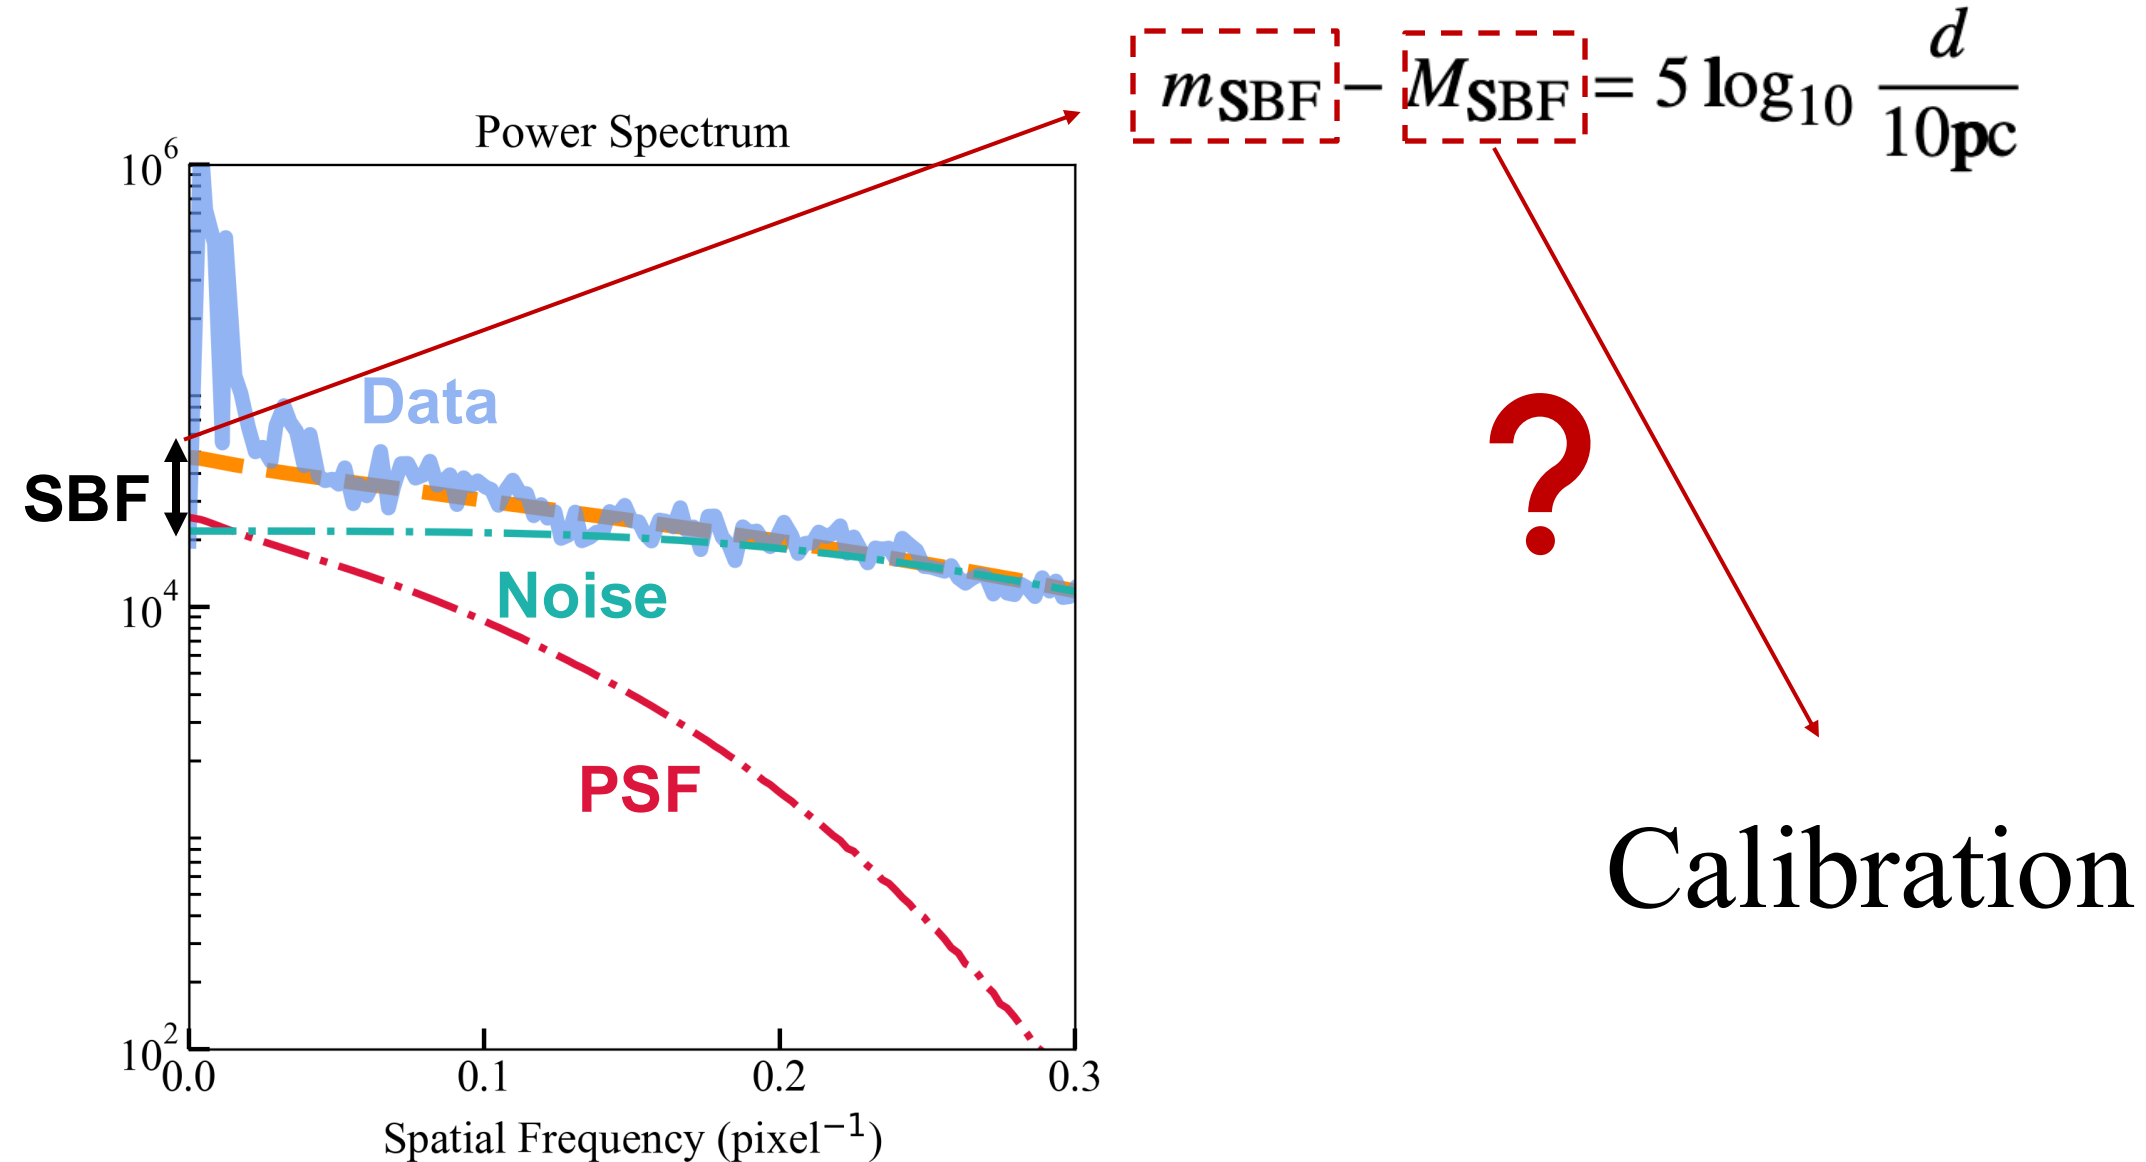 m_SBF − M_SBF = 5 log_10 d/10pc
Power Spectrum
10^6
Data
SBF
?
Noise
10^4
PSF
Calibration
10^2
0.0 0.1 0.2 0.3
Spatial Frequency (pixel^−1)